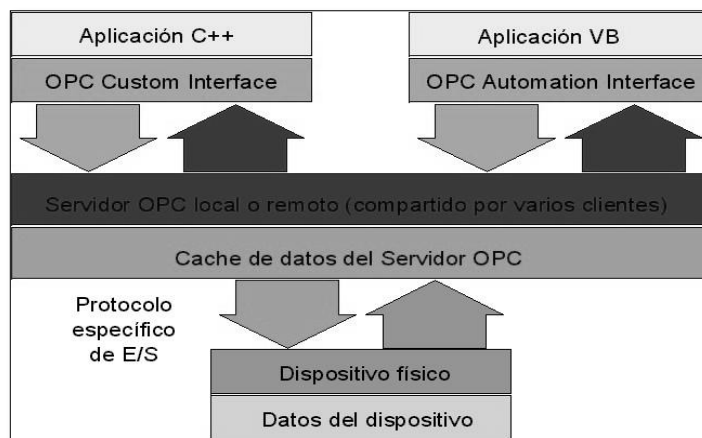 Aplicación C++
Aplicación VB
OPC Custom Interface
OPC Automation Interface
Servidor OPC local o remoto (compartido por varios clientes)
Cache de datos del Servidor OPC
Protocolo
específico
de E/S
Dispositivo físico
Datos del dispositivo